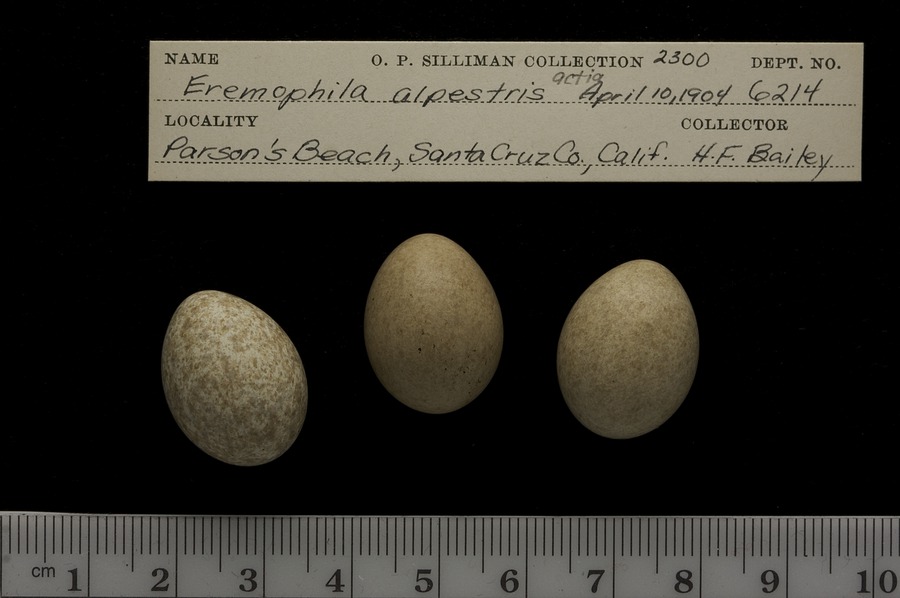 NAME O. P. SILLIMAN COLLECTION 2300 DEPT. NO.
actia
Eremophila alpestris April 10, 1904 6214
LOCALITY COLLECTOR
Parson's Beach, Santa Cruz Co., Calif. H.F. Bailey
cm 1 2 3 4 5 6 7 8 9 10